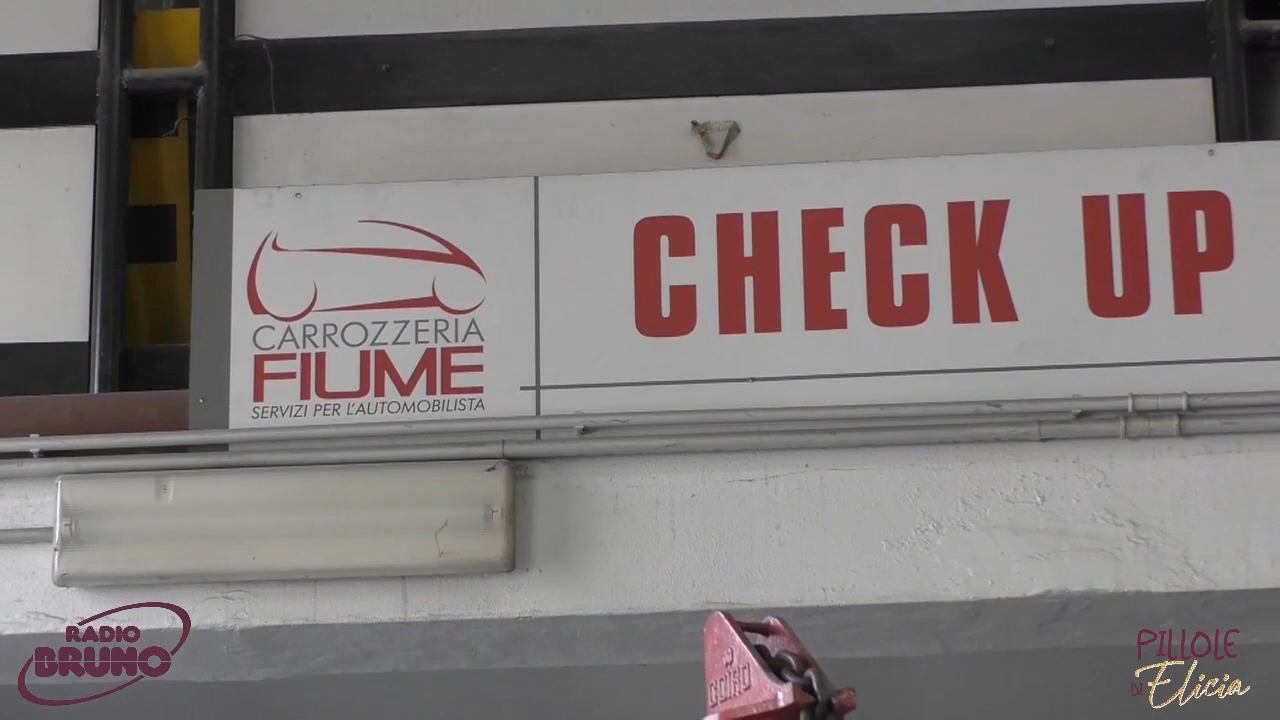 CHECK UP
CARROZZERIA
FIUME
SERVIZI PER L'AUTOMOBILISTA
RADIO
BRUNO
PILLOLE
DI Elicia